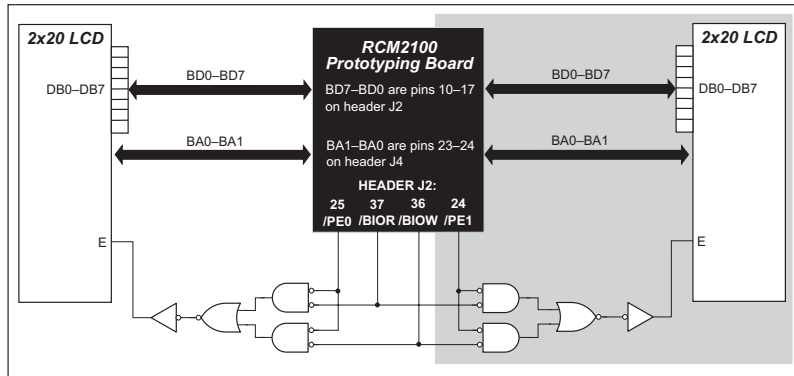 2x20 LCD
DB0–DB7
E
BD0–BD7
BA0–BA1
RCM2100
Prototyping Board
BD7–BD0 are pins 10–17
on header J2
BA1–BA0 are pins 23–24
on header J4
HEADER J2:
25 37 36 24
/PE0 /BIOR /BIOW /PE1
BD0–BD7
BA0–BA1
2x20 LCD
DB0–DB7
E